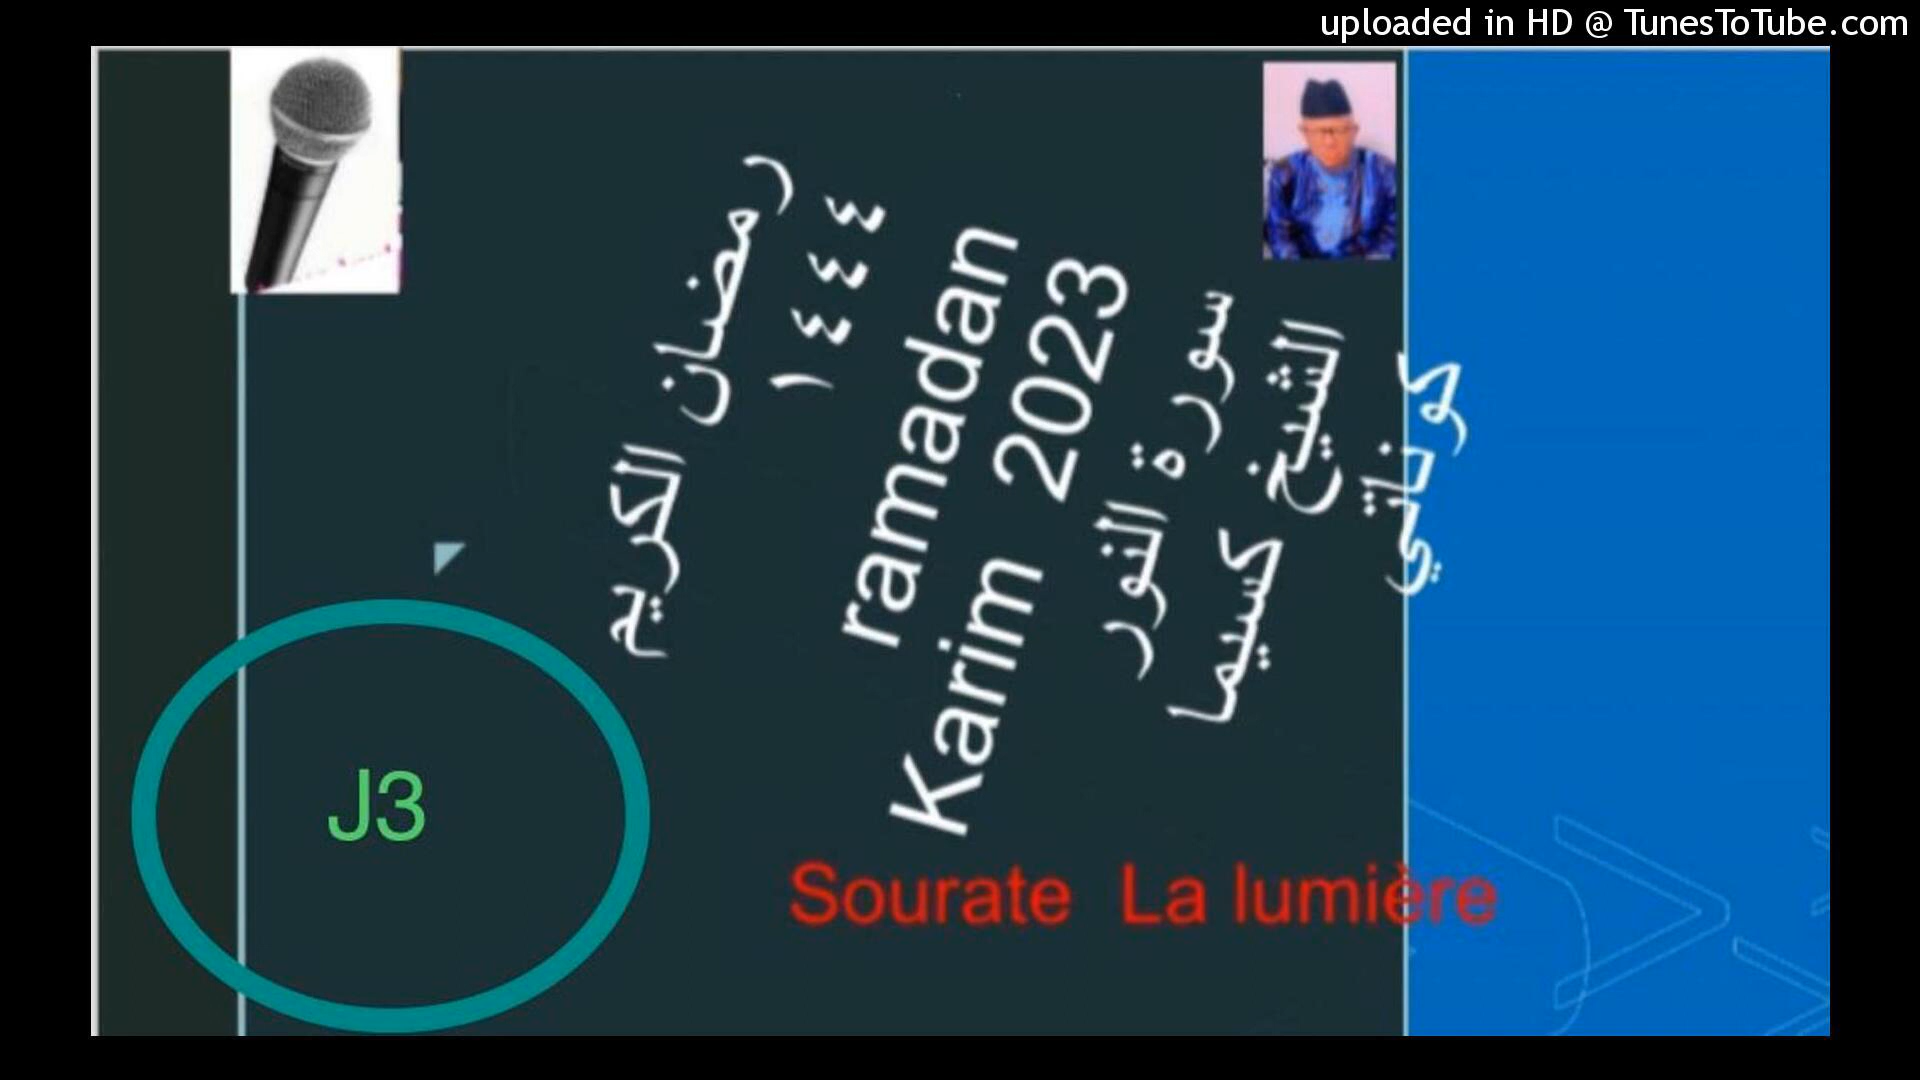 uploaded in HD @ TunesToTube.com
رمضان الكريم
١٤٤٤
ramadan
Karim 2023
سورة النور
الشيخ كسيما
كوناتي
J3
Sourate La lumière